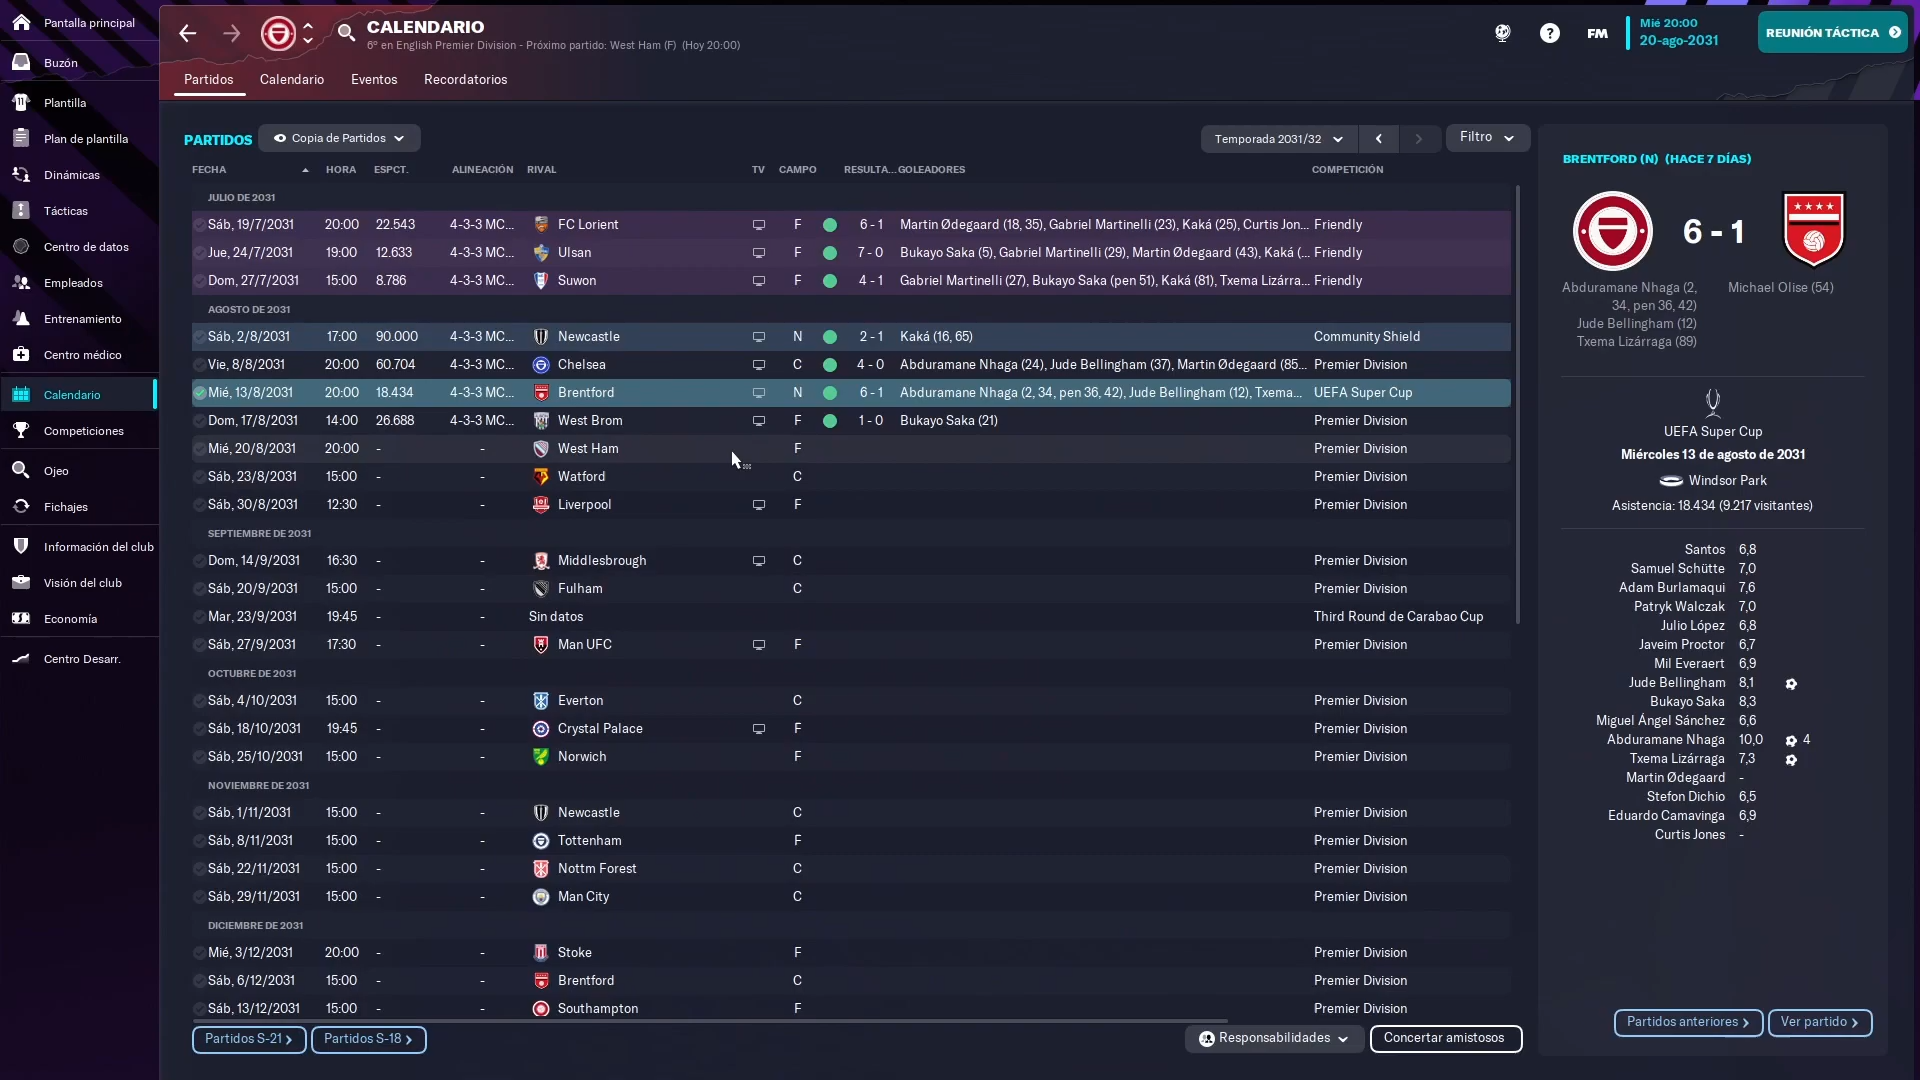 Pantalla principal
Buzón
Plantilla
Plan de plantilla
Dinámicas
Tácticas
Centro de datos
Empleados
Entrenamiento
Centro médico
Calendario
Competiciones
Ojeo
Fichajes
Información del club
Visión del club
Economía
Centro Desarr.
CALENDARIO
6º en English Premier Division - Próximo partido: West Ham (F) (Hoy 20:00)
FM
Mié 20:00
20-ago-2031
REUNIÓN TÁCTICA
Partidos Calendario Eventos Recordatorios
PARTIDOS Copia de Partidos Temporada 2031/32 Filtro
FECHA HORA ESPCT. ALINEACIÓN RIVAL TV CAMPO RESULTA... GOLEADORES COMPETICIÓN
JULIO DE 2031
Sáb, 19/7/2031 20:00 22.543 4-3-3 MC... FC Lorient F 6 - 1 Martin Ødegaard (18, 35), Gabriel Martinelli (23), Kaká (25), Curtis Jon... Friendly
Jue, 24/7/2031 19:00 12.633 4-3-3 MC... Ulsan F 7 - 0 Bukayo Saka (5), Gabriel Martinelli (29), Martin Ødegaard (43), Kaká (... Friendly
Dom, 27/7/2031 15:00 8.786 4-3-3 MC... Suwon F 4 - 1 Gabriel Martinelli (27), Bukayo Saka (pen 51), Kaká (81), Txema Lizárra... Friendly
AGOSTO DE 2031
Sáb, 2/8/2031 17:00 90.000 4-3-3 MC... Newcastle N 2 - 1 Kaká (16, 65) Community Shield
Vie, 8/8/2031 20:00 60.704 4-3-3 MC... Chelsea C 4 - 0 Abduramane Nhaga (24), Jude Bellingham (37), Martin Ødegaard (85... Premier Division
Mié, 13/8/2031 20:00 18.434 4-3-3 MC... Brentford N 6 - 1 Abduramane Nhaga (2, 34, pen 36, 42), Jude Bellingham (12), Txema... UEFA Super Cup
Dom, 17/8/2031 14:00 26.688 4-3-3 MC... West Brom F 1 - 0 Bukayo Saka (21) Premier Division
Mié, 20/8/2031 20:00 - - West Ham F Premier Division
Sáb, 23/8/2031 15:00 - - Watford C Premier Division
Sáb, 30/8/2031 12:30 - - Liverpool F Premier Division
SEPTIEMBRE DE 2031
Dom, 14/9/2031 16:30 - - Middlesbrough C Premier Division
Sáb, 20/9/2031 15:00 - - Fulham C Premier Division
Mar, 23/9/2031 19:45 - - Sin datos Third Round de Carabao Cup
Sáb, 27/9/2031 17:30 - - Man UFC F Premier Division
OCTUBRE DE 2031
Sáb, 4/10/2031 15:00 - - Everton C Premier Division
Sáb, 18/10/2031 19:45 - - Crystal Palace F Premier Division
Sáb, 25/10/2031 15:00 - - Norwich F Premier Division
NOVIEMBRE DE 2031
Sáb, 1/11/2031 15:00 - - Newcastle C Premier Division
Sáb, 8/11/2031 15:00 - - Tottenham F Premier Division
Sáb, 22/11/2031 15:00 - - Nottm Forest C Premier Division
Sáb, 29/11/2031 15:00 - - Man City C Premier Division
DICIEMBRE DE 2031
Mié, 3/12/2031 20:00 - - Stoke F Premier Division
Sáb, 6/12/2031 15:00 - - Brentford C Premier Division
Sáb, 13/12/2031 15:00 - - Southampton F Premier Division
Partidos S-21 Partidos S-18 Responsabilidades Concertar amistosos
BRENTFORD (N) (HACE 7 DÍAS)
6 - 1
Abduramane Nhaga (2, Michael Olise (54)
34, pen 36, 42)
Jude Bellingham (12)
Txema Lizárraga (89)
UEFA Super Cup
Miércoles 13 de agosto de 2031
Windsor Park
Asistencia: 18.434 (9.217 visitantes)
Santos 6,8
Samuel Schütte 7,0
Adam Burlamaqui 7,6
Patryk Walczak 7,0
Julio López 6,8
Javeim Proctor 6,7
Mil Everaert 6,9
Jude Bellingham 8,1
Bukayo Saka 8,3
Miguel Ángel Sánchez 6,6
Abduramane Nhaga 10,0 4
Txema Lizárraga 7,3
Martin Ødegaard -
Stefon Dichio 6,5
Eduardo Camavinga 6,9
Curtis Jones -
Partidos anteriores Ver partido